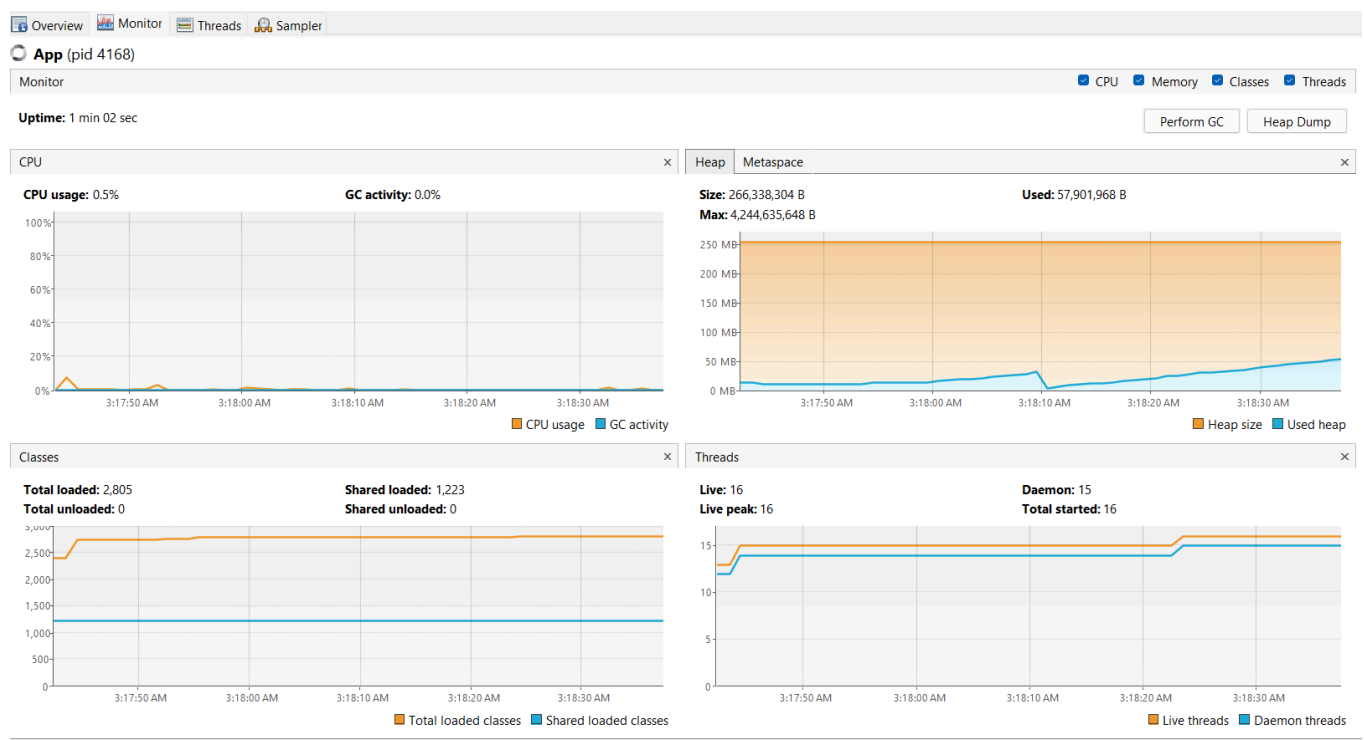 Overview Monitor Threads Sampler
App (pid 4168)
Monitor CPU Memory Classes Threads
Uptime: 1 min 02 sec
Perform GC Heap Dump
CPU ×
CPU usage: 0.5% GC activity: 0.0%
100%
80%
60%
40%
20%
0%
3:17:50 AM 3:18:00 AM 3:18:10 AM 3:18:20 AM 3:18:30 AM
CPU usage GC activity
Heap Metaspace ×
Size: 266,338,304 B Used: 57,901,968 B
Max: 4,244,635,648 B
250 MB
200 MB
150 MB
100 MB
50 MB
0 MB
3:17:50 AM 3:18:00 AM 3:18:10 AM 3:18:20 AM 3:18:30 AM
Heap size Used heap
Classes ×
Total loaded: 2,805 Shared loaded: 1,223
Total unloaded: 0 Shared unloaded: 0
3,000
2,500
2,000
1,500
1,000
500
0
3:17:50 AM 3:18:00 AM 3:18:10 AM 3:18:20 AM 3:18:30 AM
Total loaded classes Shared loaded classes
Threads ×
Live: 16 Daemon: 15
Live peak: 16 Total started: 16
15
10
5
0
3:17:50 AM 3:18:00 AM 3:18:10 AM 3:18:20 AM 3:18:30 AM
Live threads Daemon threads